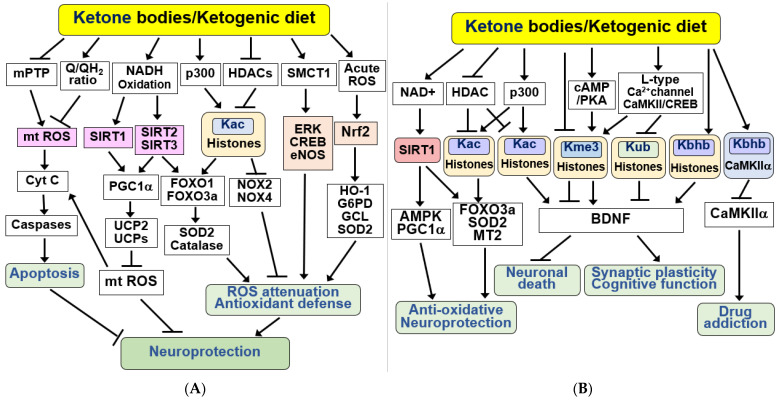 Ketone bodies/Ketogenic diet
mPTP
Q/QH2
ratio
NADH
Oxidation
p300
HDACs
SMCT1
Acute
ROS
mt ROS
SIRT1
SIRT2
SIRT3
Kac
Histones
ERK
CREB
eNOS
Nrf2
Cyt C
PGC1α
FOXO1
FOXO3a
NOX2
NOX4
HO-1
G6PD
GCL
SOD2
Caspases
UCP2
UCPs
SOD2
Catalase
Apoptosis
mt ROS
ROS attenuation
Antioxidant defense
Neuroprotection
(A)
Ketone bodies/Ketogenic diet
NAD+
HDAC
p300
cAMP
/PKA
L-type
Ca2+channel
CaMKII/CREB
SIRT1
Kac
Histones
Kac
Histones
Kme3
Histones
Kub
Histones
Kbhb
Histones
Kbhb
CaMKIIα
AMPK
PGC1α
FOXO3a
SOD2
MT2
BDNF
CaMKIIα
Neuronal
death
Synaptic plasticity
Cognitive function
Anti-oxidative
Neuroprotection
Drug
addiction
(B)